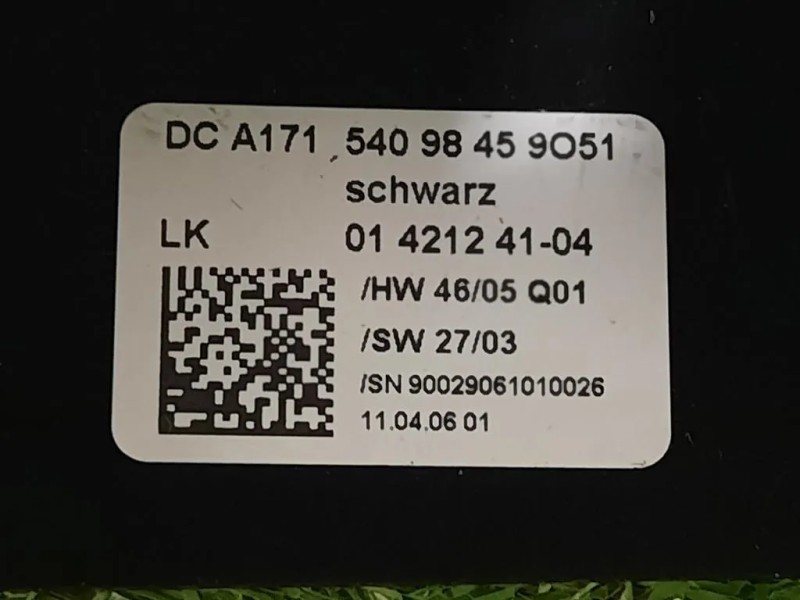 DC A171 540 98 45 9O51
schwarz
LK 01 4212 41-04
/HW 46/05 Q01
/SW 27/03
/SN 90029061010026
11.04.06 01